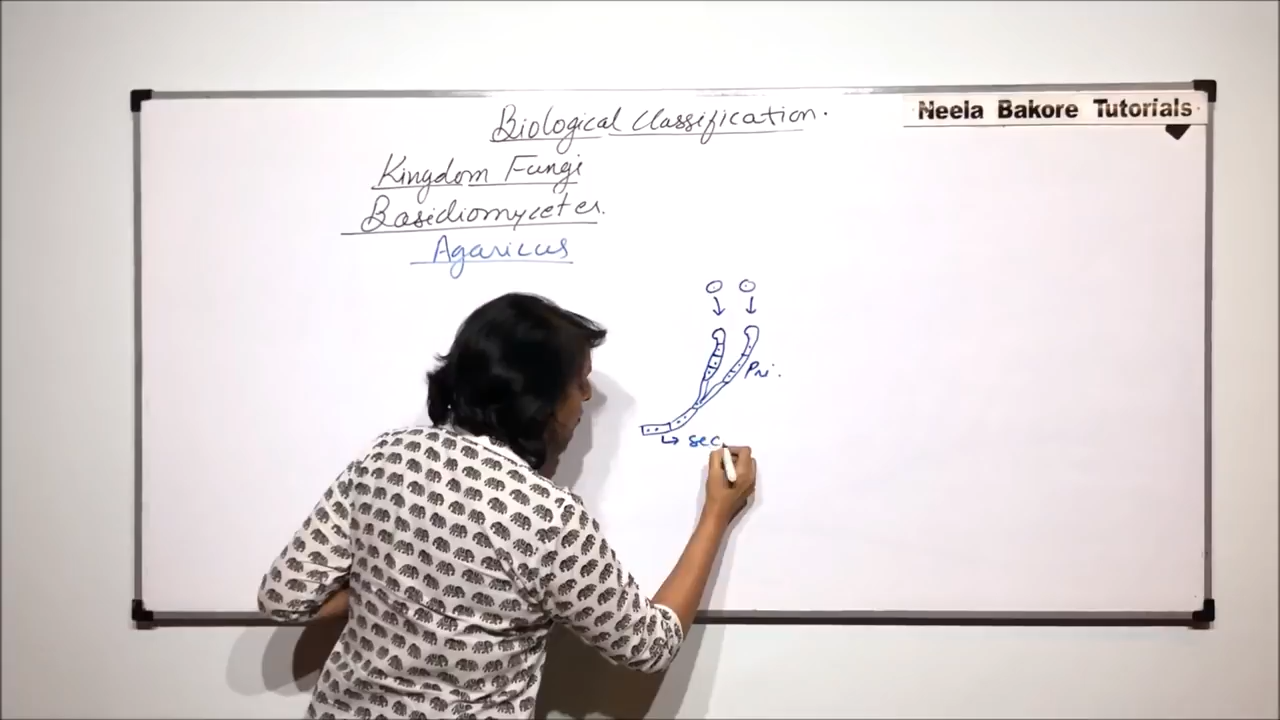 Biological Classification.
Neela Bakore Tutorials
Kingdom Fungi
Basidiomycetes.
Agaricus
Pri.
sec